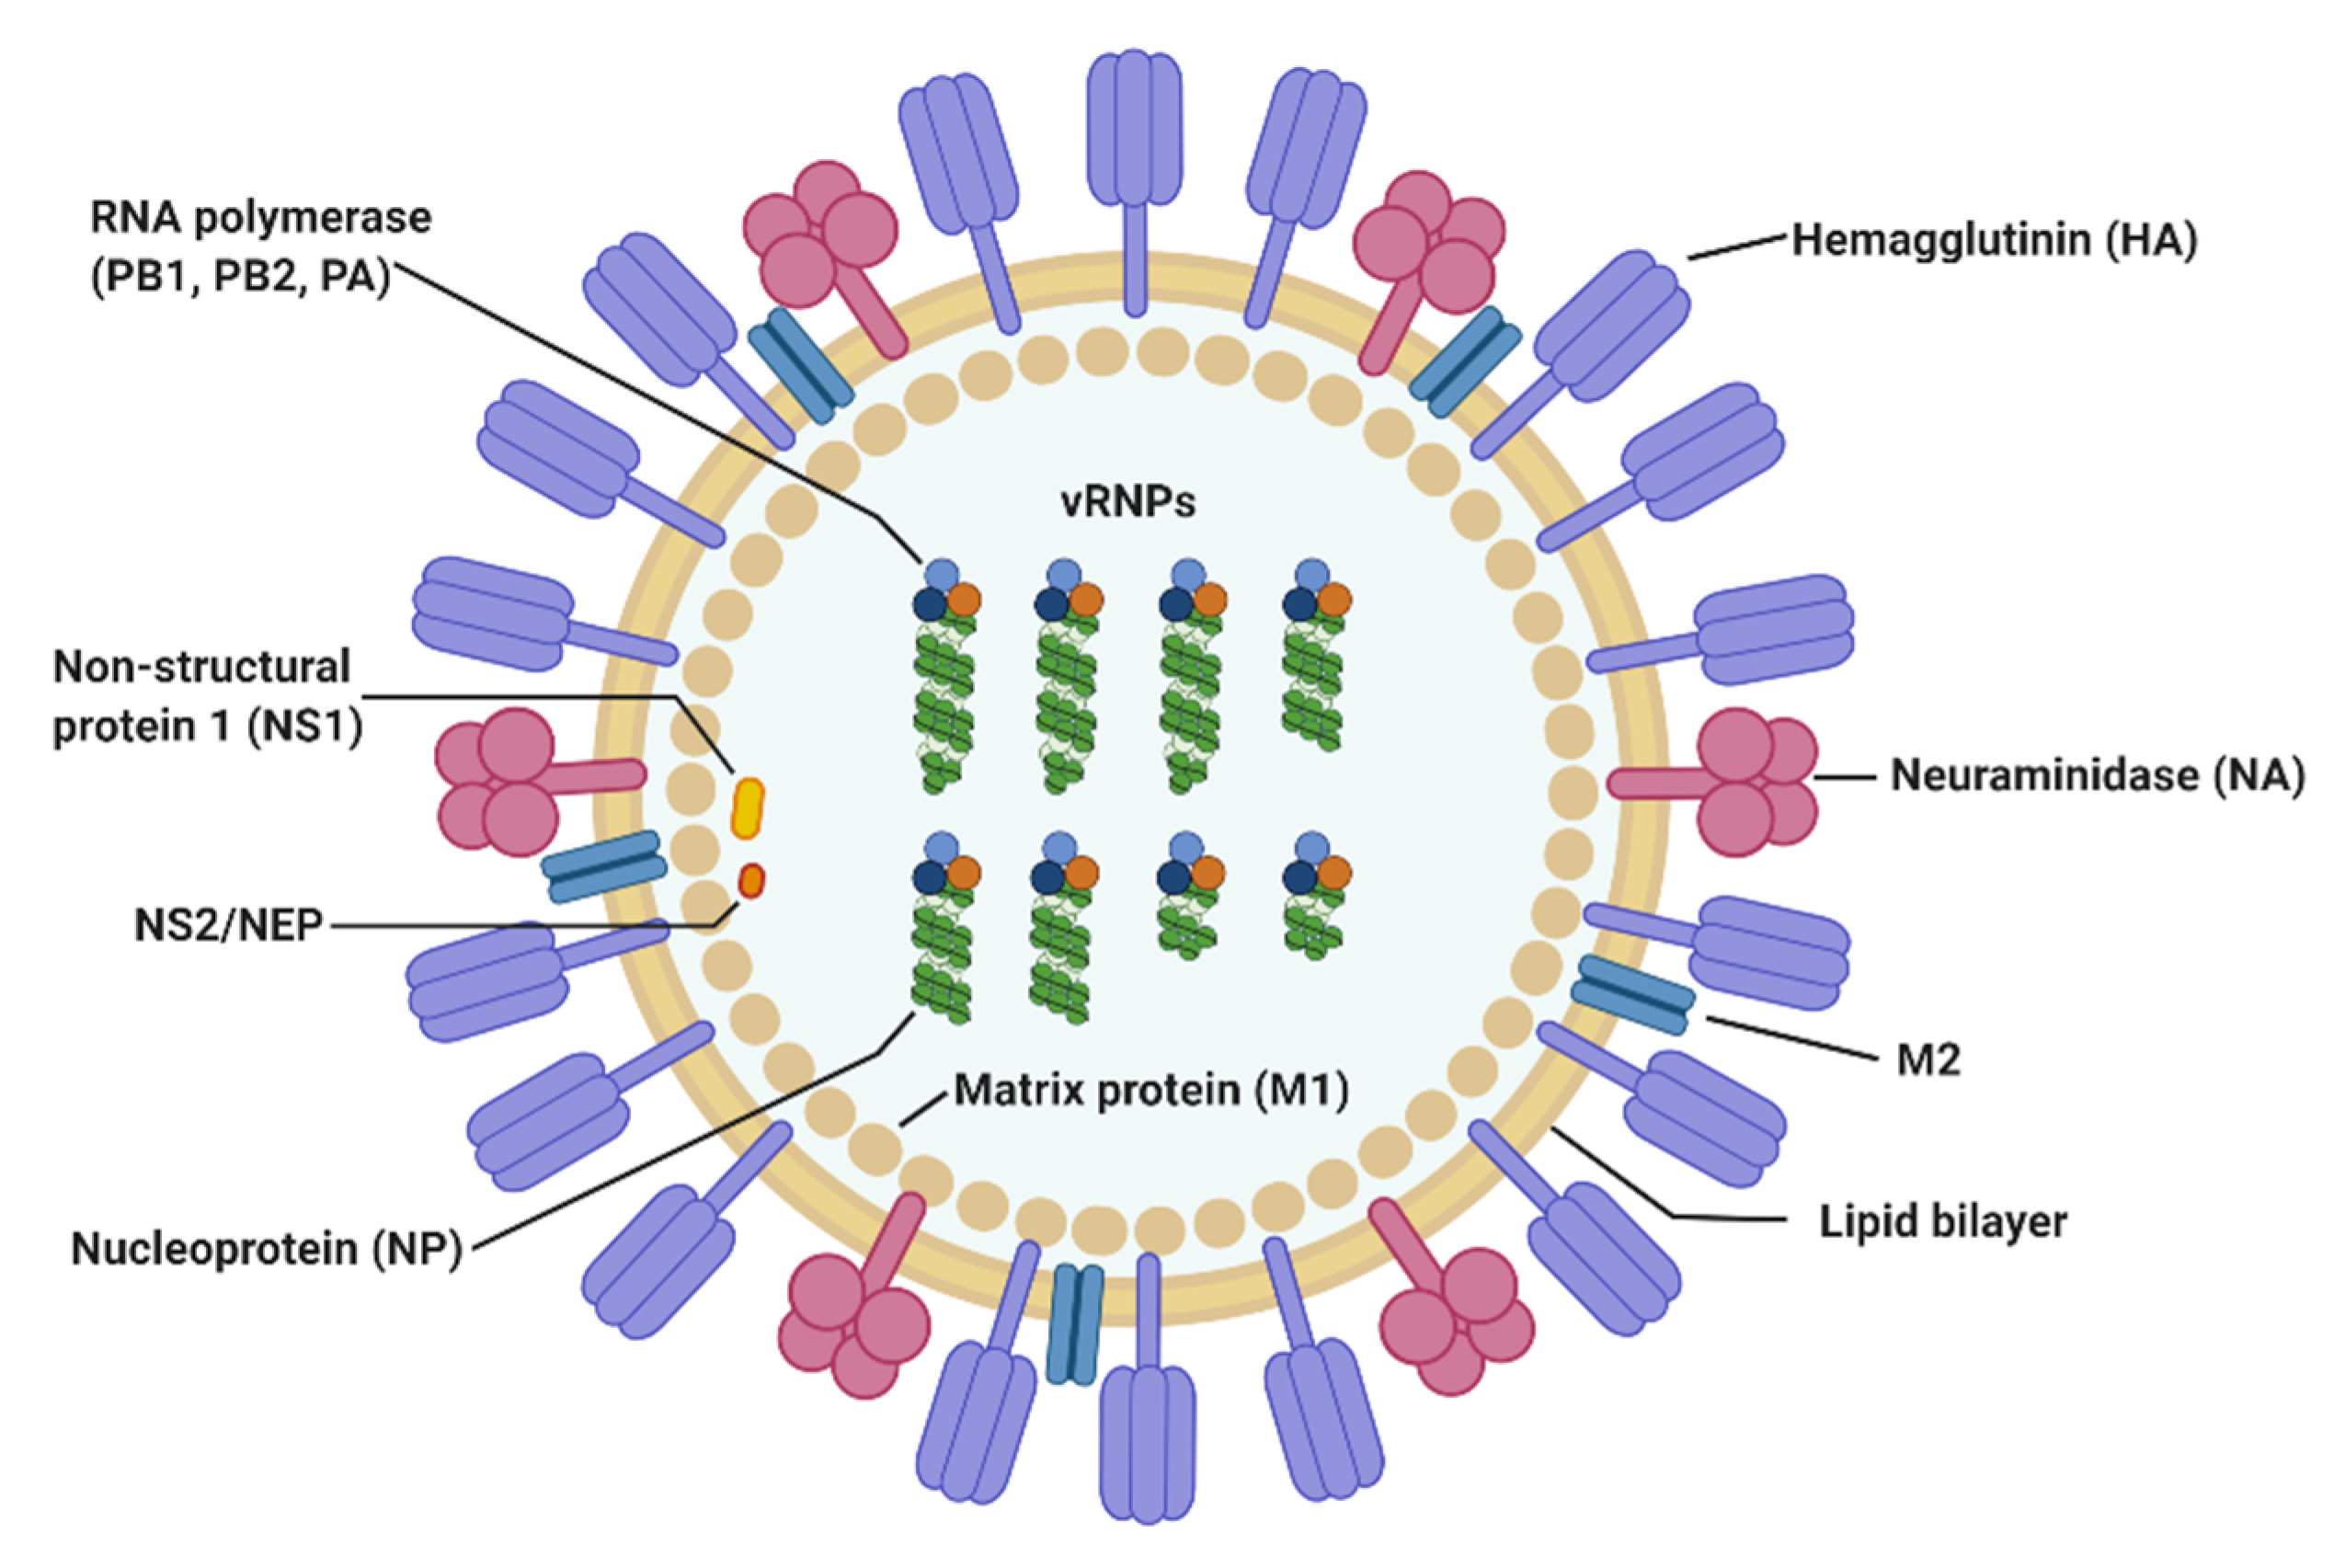 RNA polymerase
(PB1, PB2, PA)
Hemagglutinin (HA)
vRNPs
Non-structural
protein 1 (NS1)
Neuraminidase (NA)
NS2/NEP
M2
Matrix protein (M1)
Lipid bilayer
Nucleoprotein (NP)